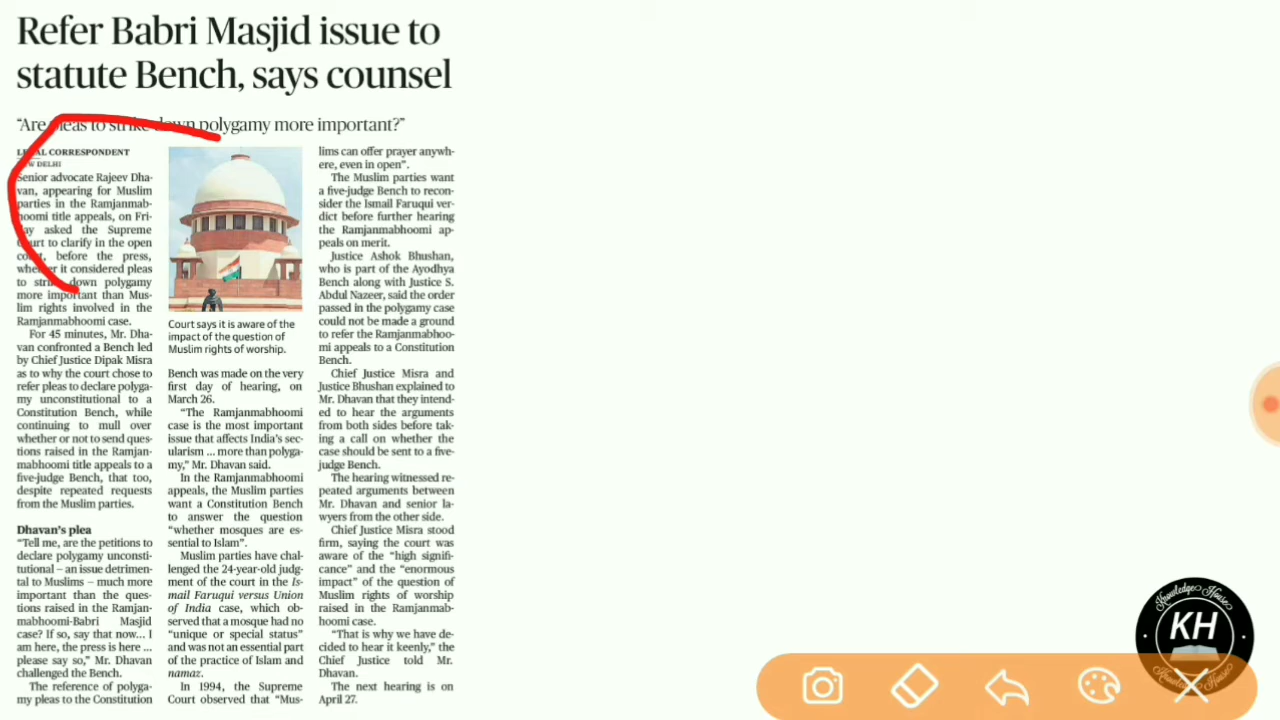 Refer Babri Masjid issue to
statute Bench, says counsel
“Are pleas to strike down polygamy more important?”
LEGAL CORRESPONDENT
NEW DELHI
Senior advocate Rajeev Dha-
van, appearing for Muslim
parties in the Ramjanmab-
hoomi title appeals, on Fri-
day asked the Supreme
Court to clarify in the open
court, before the press,
whether it considered pleas
to strike down polygamy
more important than Mus-
lim rights involved in the
Ramjanmabhoomi case.
For 45 minutes, Mr. Dha-
van confronted a Bench led
by Chief Justice Dipak Misra
as to why the court chose to
refer pleas to declare polyga-
my unconstitutional to a
Constitution Bench, while
continuing to mull over
whether or not to send ques-
tions raised in the Ramjan-
mabhoomi title appeals to a
five-judge Bench, that too,
despite repeated requests
from the Muslim parties.
Dhavan’s plea
“Tell me, are the petitions to
declare polygamy unconsti-
tutional – an issue detrimen-
tal to Muslims – much more
important than the ques-
tions raised in the Ramjan-
mabhoomi-Babri Masjid
case? If so, say that now... I
am here, the press is here ...
please say so,” Mr. Dhavan
challenged the Bench.
The reference of polyga-
my pleas to the Constitution
Court says it is aware of the
impact of the question of
Muslim rights of worship.
Bench was made on the very
first day of hearing, on
March 26.
“The Ramjanmabhoomi
case is the most important
issue that affects India’s sec-
ularism ... more than polyga-
my,” Mr. Dhavan said.
In the Ramjanmabhoomi
appeals, the Muslim parties
want a Constitution Bench
to answer the question
“whether mosques are es-
sential to Islam”.
Muslim parties have chal-
lenged the 24-year-old judg-
ment of the court in the Is-
mail Faruqui versus Union
of India case, which ob-
served that a mosque had no
“unique or special status”
and was not an essential part
of the practice of Islam and
namaz.
In 1994, the Supreme
Court observed that “Mus-
lims can offer prayer anywh-
ere, even in open”.
The Muslim parties want
a five-judge Bench to recon-
sider the Ismail Faruqui ver-
dict before further hearing
the Ramjanmabhoomi ap-
peals on merit.
Justice Ashok Bhushan,
who is part of the Ayodhya
Bench along with Justice S.
Abdul Nazeer, said the order
passed in the polygamy case
could not be made a ground
to refer the Ramjanmabhoo-
mi appeals to a Constitution
Bench.
Chief Justice Misra and
Justice Bhushan explained to
Mr. Dhavan that they intend-
ed to hear the arguments
from both sides before tak-
ing a call on whether the
case should be sent to a five-
judge Bench.
The hearing witnessed re-
peated arguments between
Mr. Dhavan and senior la-
wyers from the other side.
Chief Justice Misra stood
firm, saying the court was
aware of the “high signifi-
cance” and the “enormous
impact” of the question of
Muslim rights of worship
raised in the Ramjanmab-
hoomi case.
“That is why we have de-
cided to hear it keenly,” the
Chief Justice told Mr.
Dhavan.
The next hearing is on
April 27.
Knowledge House
KH